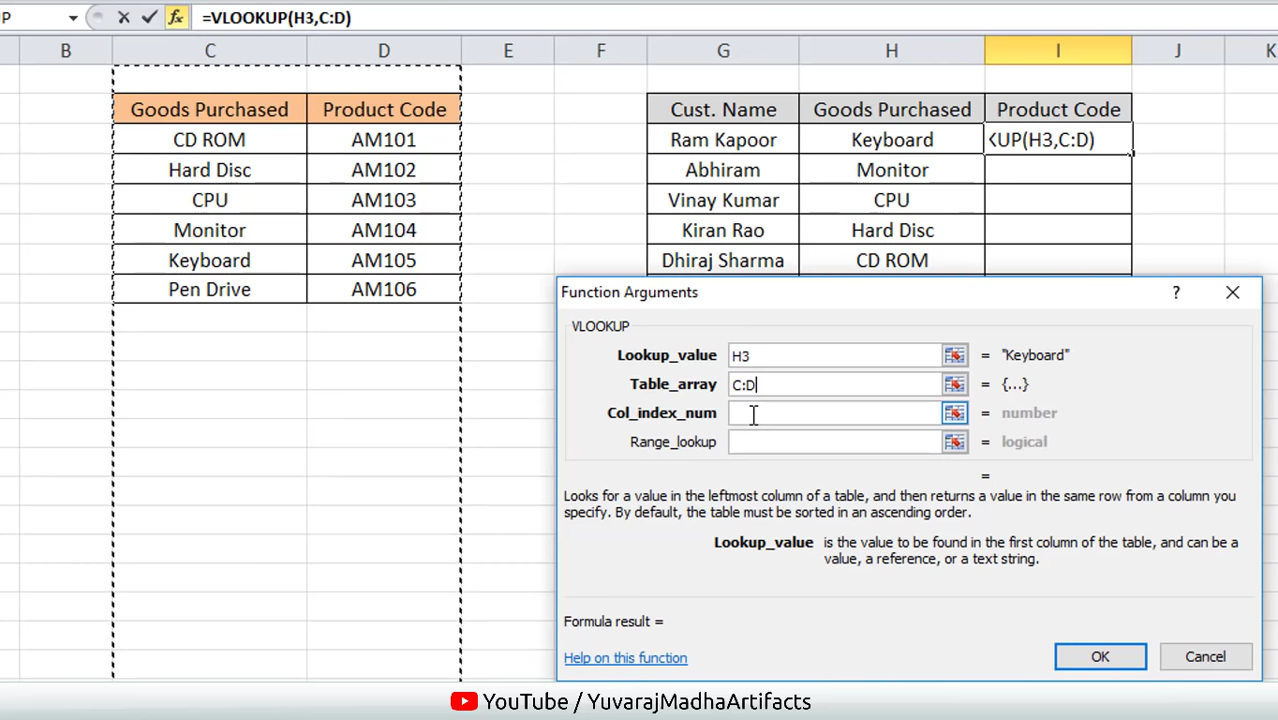 P =VLOOKUP(H3,C:D)
B C D E F G H I J K
Goods Purchased Product Code Cust. Name Goods Purchased Product Code
CD ROM AM101 Ram Kapoor Keyboard KUP(H3,C:D)
Hard Disc AM102 Abhiram Monitor
CPU AM103 Vinay Kumar CPU
Monitor AM104 Kiran Rao Hard Disc
Keyboard AM105 Dhiraj Sharma CD ROM
Pen Drive AM106
Function Arguments ?
VLOOKUP
Lookup_value H3 = "Keyboard"
Table_array C:D = {...}
Col_index_num = number
Range_lookup = logical
=
Looks for a value in the leftmost column of a table, and then returns a value in the same row from a column you
specify. By default, the table must be sorted in an ascending order.
Lookup_value is the value to be found in the first column of the table, and can be a
value, a reference, or a text string.
Formula result =
Help on this function OK Cancel
YouTube / YuvarajMadhaArtifacts